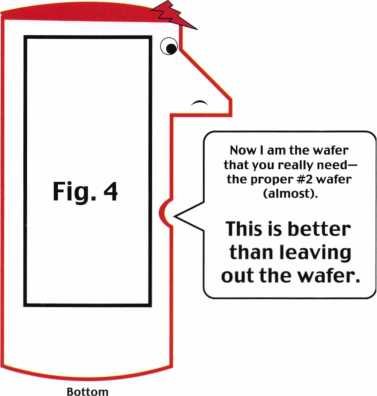 Now I am the wafer
that you really need—
the proper #2 wafer
(almost).
This is better
than leaving
out the wafer.
Fig. 4
Bottom